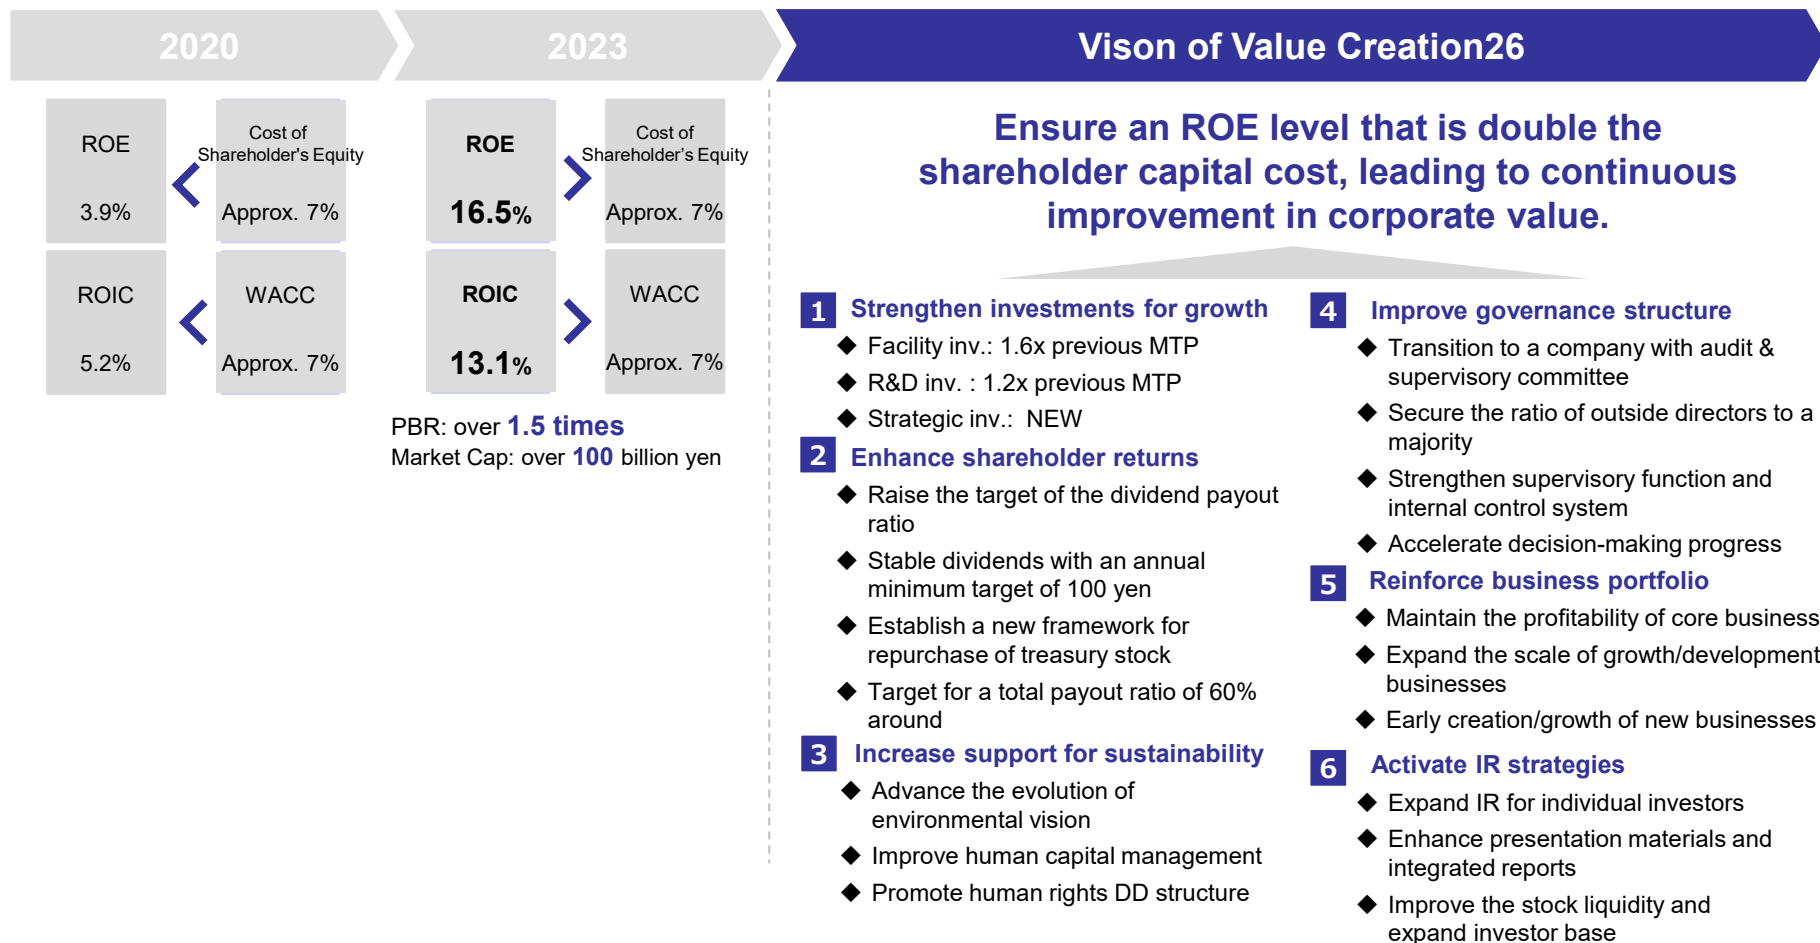 2020
2023
Vison of Value Creation26
ROE
3.9%
Cost of
Shareholder's Equity
Approx. 7%
ROIC
5.2%
WACC
Approx. 7%
ROE
16.5%
Cost of
Shareholder’s Equity
Approx. 7%
ROIC
13.1%
WACC
Approx. 7%
PBR: over 1.5 times
Market Cap: over 100 billion yen
Ensure an ROE level that is double the
shareholder capital cost, leading to continuous
improvement in corporate value.
1 Strengthen investments for growth
◆ Facility inv.: 1.6x previous MTP
◆ R&D inv. : 1.2x previous MTP
◆ Strategic inv.: NEW
2 Enhance shareholder returns
◆ Raise the target of the dividend payout
ratio
◆ Stable dividends with an annual
minimum target of 100 yen
◆ Establish a new framework for
repurchase of treasury stock
◆ Target for a total payout ratio of 60%
around
3 Increase support for sustainability
◆ Advance the evolution of
environmental vision
◆ Improve human capital management
◆ Promote human rights DD structure
4 Improve governance structure
◆ Transition to a company with audit &
supervisory committee
◆ Secure the ratio of outside directors to a
majority
◆ Strengthen supervisory function and
internal control system
◆ Accelerate decision-making progress
5 Reinforce business portfolio
◆ Maintain the profitability of core business
◆ Expand the scale of growth/development
businesses
◆ Early creation/growth of new businesses
6 Activate IR strategies
◆ Expand IR for individual investors
◆ Enhance presentation materials and
integrated reports
◆ Improve the stock liquidity and
expand investor base